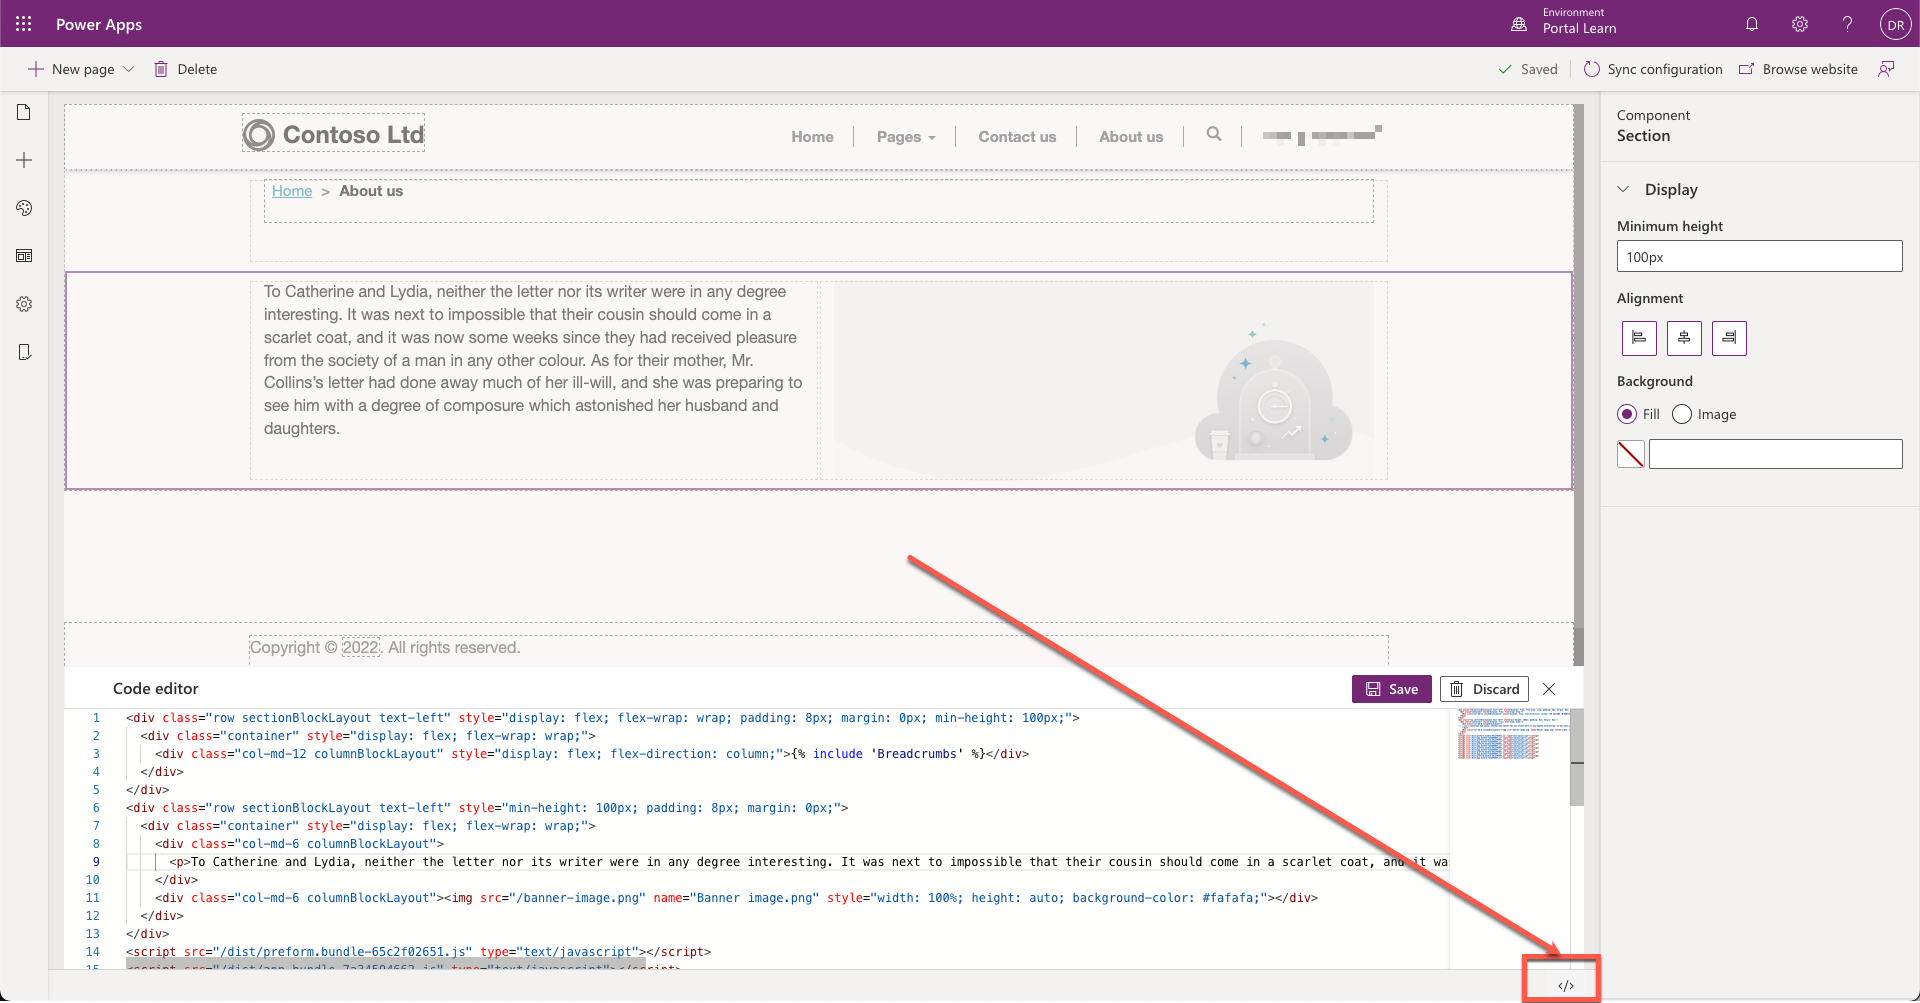 Power Apps
Environment
Portal Learn
DR
New page
Delete
Saved
Sync configuration
Browse website
Contoso Ltd
Home
Pages
Contact us
About us
Home > About us
To Catherine and Lydia, neither the letter nor its writer were in any degree
interesting. It was next to impossible that their cousin should come in a
scarlet coat, and it was now some weeks since they had received pleasure
from the society of a man in any other colour. As for their mother, Mr.
Collins’s letter had done away much of her ill-will, and she was preparing to
see him with a degree of composure which astonished her husband and
daughters.
Copyright © 2022. All rights reserved.
Component
Section
Display
Minimum height
100px
Alignment
Background
Fill
Image
Code editor
Save
Discard
1 <div class="row sectionBlockLayout text-left" style="display: flex; flex-wrap: wrap; padding: 8px; margin: 0px; min-height: 100px;">
2 <div class="container" style="display: flex; flex-wrap: wrap;">
3 <div class="col-md-12 columnBlockLayout" style="display: flex; flex-direction: column;">{% include 'Breadcrumbs' %}</div>
4 </div>
5 </div>
6 <div class="row sectionBlockLayout text-left" style="min-height: 100px; padding: 8px; margin: 0px;">
7 <div class="container" style="display: flex; flex-wrap: wrap;">
8 <div class="col-md-6 columnBlockLayout">
9 <p>To Catherine and Lydia, neither the letter nor its writer were in any degree interesting. It was next to impossible that their cousin should come in a scarlet coat, and it wa
10 </div>
11 <div class="col-md-6 columnBlockLayout"><img src="/banner-image.png" name="Banner image.png" style="width: 100%; height: auto; background-color: #fafafa;"></div>
12 </div>
13 </div>
14 <script src="/dist/preform.bundle-65c2f02651.js" type="text/javascript"></script>
15 <script src="/dist/app.bundle-7a34594662.js" type="text/javascript"></script>
</>